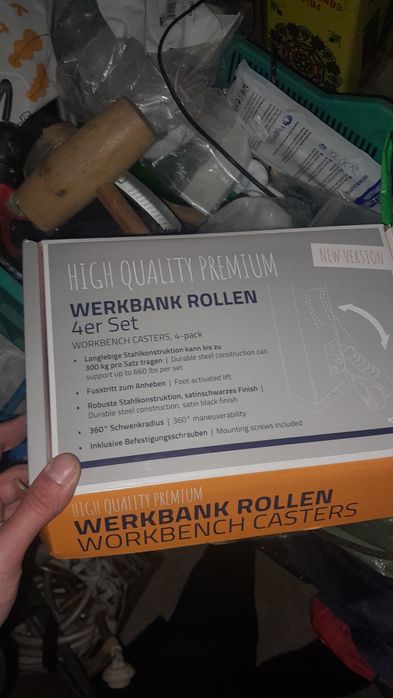 HIGH QUALITY PREMIUM
NEW VERSION
WERKBANK ROLLEN
4er Set
WORKBENCH CASTERS, 4-pack
• Langlebige Stahlkonstruktion kann bis zu
300 kg pro Satz tragen | Durable steel construction can
support up to 660 lbs per set
• Fusstritt zum Anheben | Foot activated lift
• Robuste Stahlkonstruktion, satinschwarzes Finish |
Durable steel construction, satin black finish
• 360° Schwenkradius | 360° maneuverability
• Inklusive Befestigungsschrauben | Mounting screws included
HIGH QUALITY PREMIUM
WERKBANK ROLLEN
WORKBENCH CASTERS